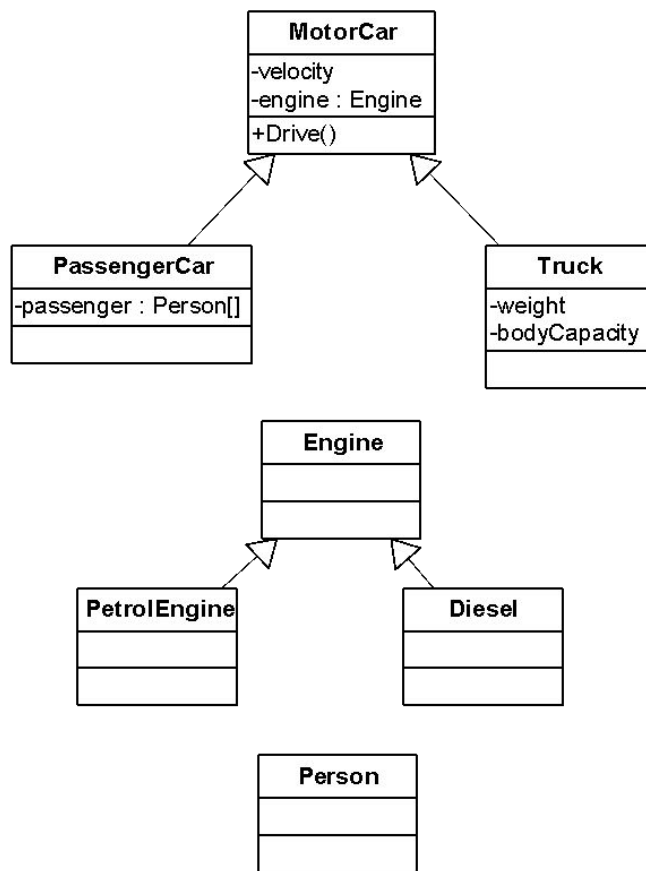 MotorCar
-velocity
-engine : Engine
+Drive()
PassengerCar
-passenger : Person[]
Truck
-weight
-bodyCapacity
Engine
PetrolEngine
Diesel
Person